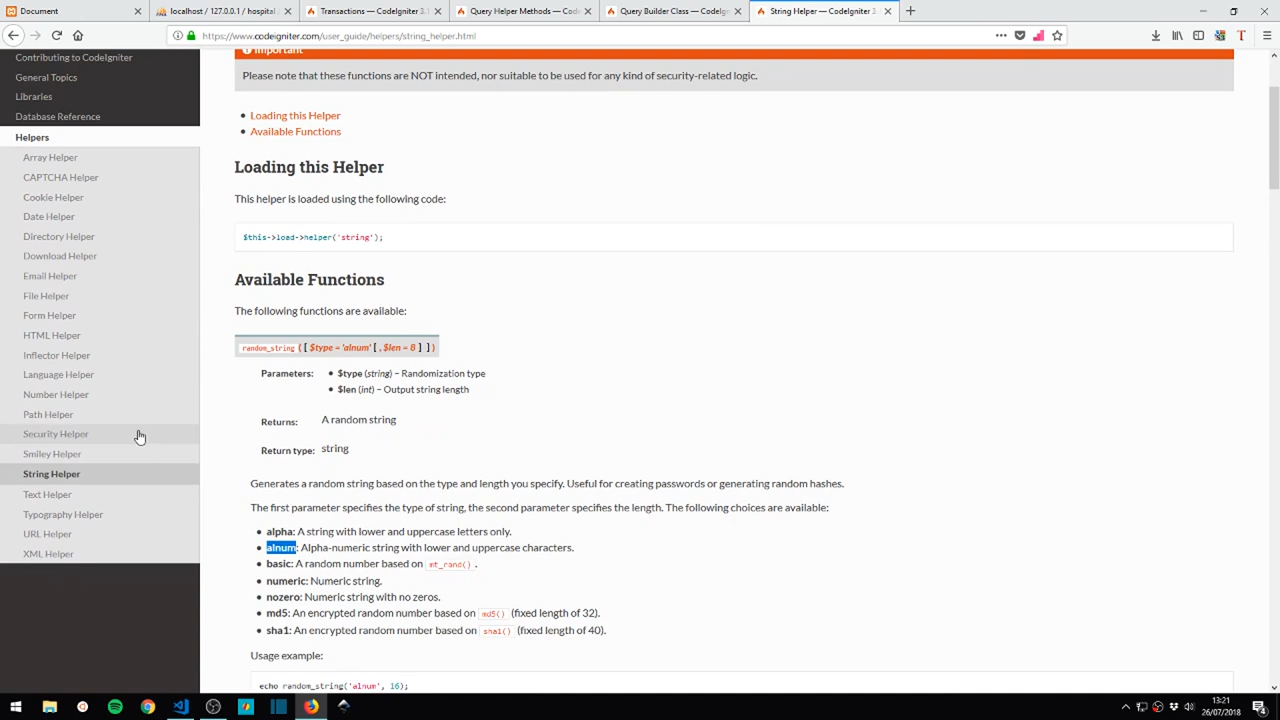 Document
localhost / 127.0.0.1 / hospital
Transactions — CodeIgniter 3.1
Query Helper Methods — CodeI
Query Builder Class — CodeIgni
String Helper — CodeIgniter 3.
https://www.codeigniter.com/user_guide/helpers/string_helper.html
Contributing to CodeIgniter
General Topics
Libraries
Database Reference
Helpers
Array Helper
CAPTCHA Helper
Cookie Helper
Date Helper
Directory Helper
Download Helper
Email Helper
File Helper
Form Helper
HTML Helper
Inflector Helper
Language Helper
Number Helper
Path Helper
Security Helper
Smiley Helper
String Helper
Text Helper
Typography Helper
URL Helper
XML Helper
Important
Please note that these functions are NOT intended, nor suitable to be used for any kind of security-related logic.
• Loading this Helper
• Available Functions
Loading this Helper
This helper is loaded using the following code:
$this->load->helper('string');
Available Functions
The following functions are available:
random_string([$type = 'alnum'[, $len = 8]])
Parameters: • $type (string) – Randomization type
• $len (int) – Output string length
Returns: A random string
Return type: string
Generates a random string based on the type and length you specify. Useful for creating passwords or generating random hashes.
The first parameter specifies the type of string, the second parameter specifies the length. The following choices are available:
• alpha: A string with lower and uppercase letters only.
• alnum: Alpha-numeric string with lower and uppercase characters.
• basic: A random number based on mt_rand().
• numeric: Numeric string.
• nozero: Numeric string with no zeros.
• md5: An encrypted random number based on md5() (fixed length of 32).
• sha1: An encrypted random number based on sha1() (fixed length of 40).
Usage example:
echo random_string('alnum', 16);
13:21
26/07/2018